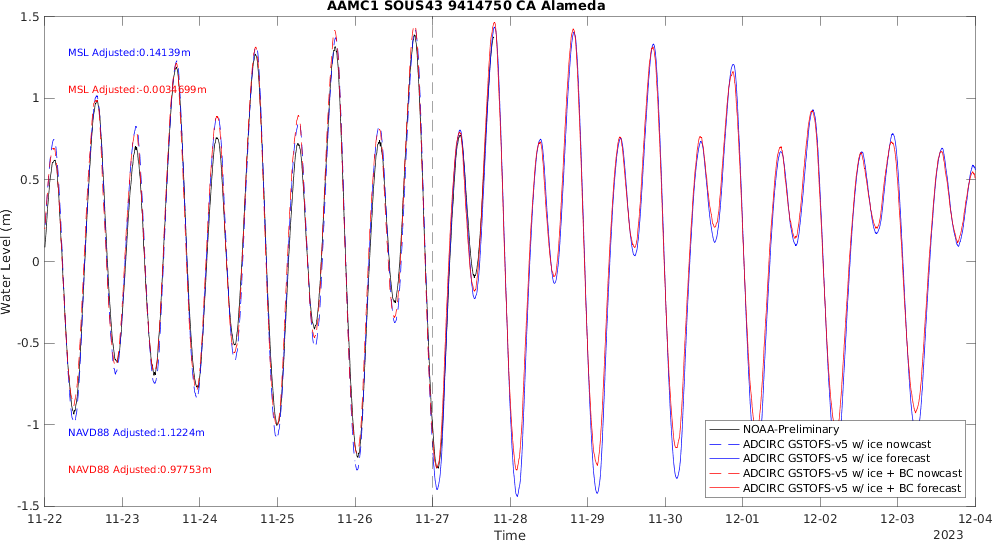 AAMC1 SOUS43 9414750 CA Alameda
1.5
1
0.5
0
-0.5
-1
-1.5
Water Level (m)
MSL Adjusted:0.14139m
MSL Adjusted:-0.0034699m
NAVD88 Adjusted:1.1224m
NAVD88 Adjusted:0.97753m
NOAA-Preliminary
ADCIRC GSTOFS-v5 w/ ice nowcast
ADCIRC GSTOFS-v5 w/ ice forecast
ADCIRC GSTOFS-v5 w/ ice + BC nowcast
ADCIRC GSTOFS-v5 w/ ice + BC forecast
11-22 11-23 11-24 11-25 11-26 11-27 11-28 11-29 11-30 12-01 12-02 12-03 12-04
Time
2023